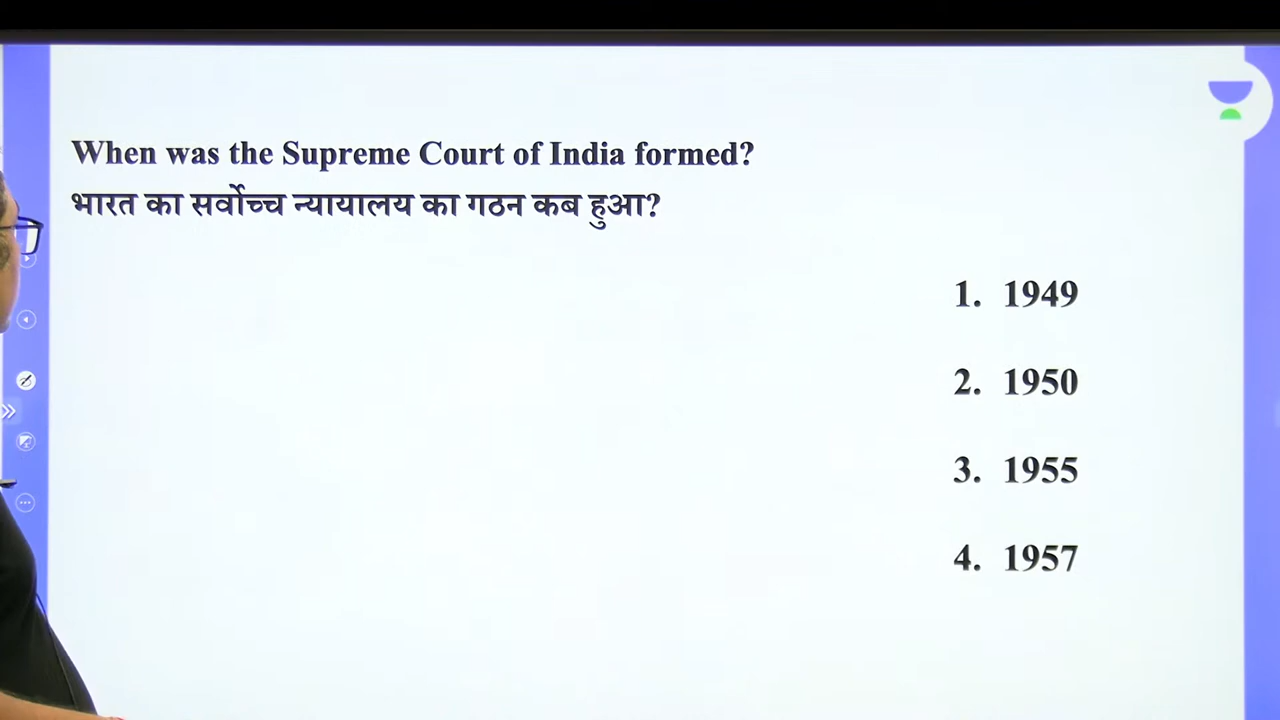 When was the Supreme Court of India formed?
भारत का सर्वोच्च न्यायालय का गठन कब हुआ?
1. 1949
2. 1950
3. 1955
4. 1957